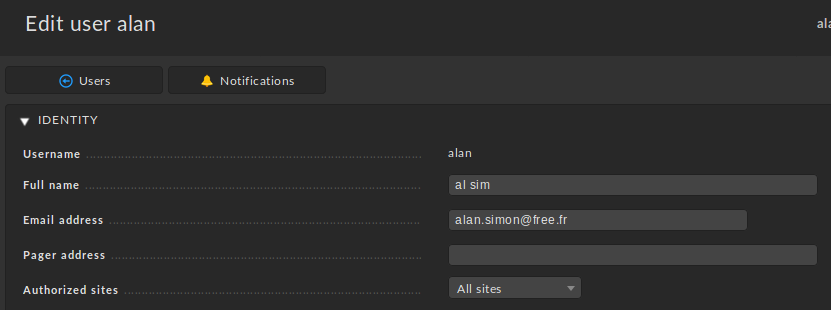 Edit user alan
Users
Notifications
IDENTITY
Username alan
Full name al sim
Email address alan.simon@free.fr
Pager address
Authorized sites All sites